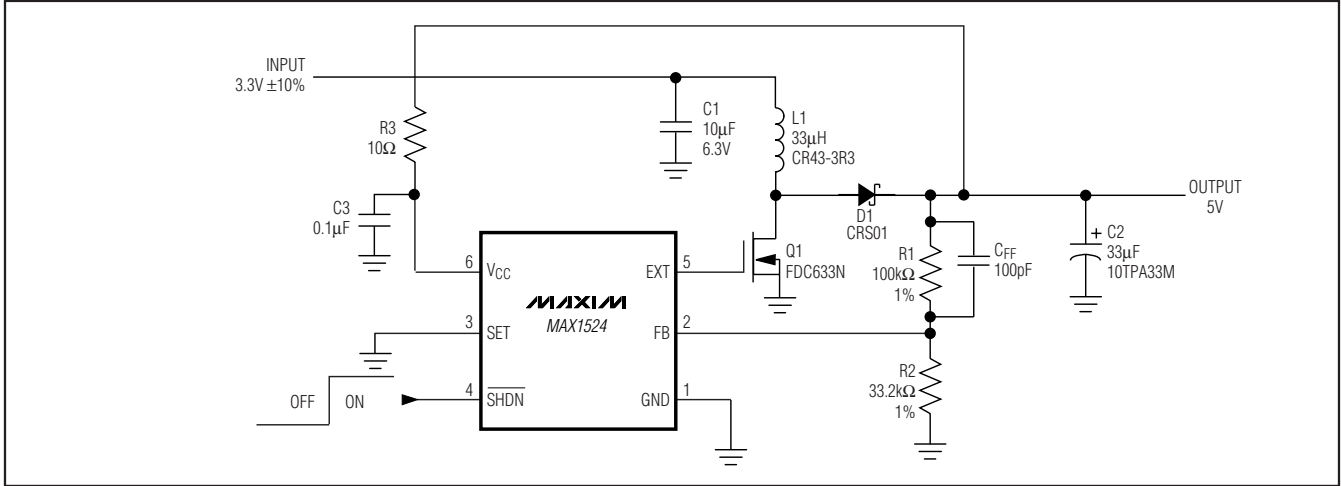 INPUT
3.3V ±10%
R3
10Ω
C3
0.1µF
C1
10µF
6.3V
L1
33µH
CR43-3R3
D1
CRS01
OUTPUT
5V
Q1
FDC633N
R1
100kΩ
1%
CFF
100pF
+ C2
33µF
10TPA33M
6 VCC
EXT 5
MAXIM
MAX1524
3 SET
FB 2
4 SHDN
GND 1
OFF ON
R2
33.2kΩ
1%